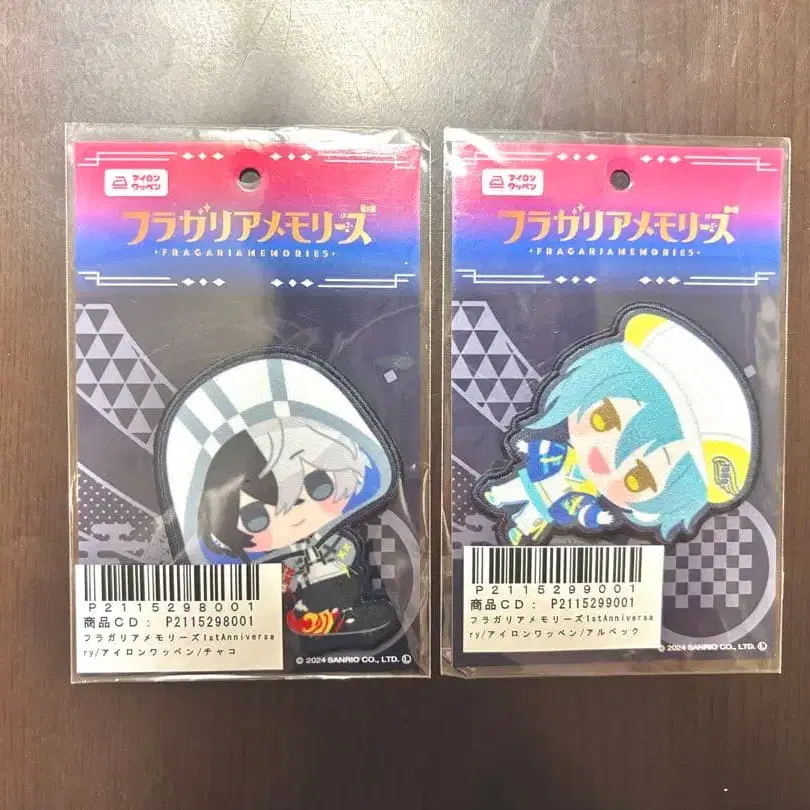 アイロン
ワッペン
フラガリアメモリーズ
FRAGARIAMEMORIES
P2115298001
商品CD: P2115298001
フラガリアメモリーズ1stAnniversa
ry/アイロンワッペン/チャコ
© 2024 SANRIO CO., LTD. Ⓛ
アイロン
ワッペン
フラガリアメモリーズ
FRAGARIAMEMORIES
P2115299001
商品CD: P2115299001
フラガリアメモリーズ1stAnniversa
ry/アイロンワッペン/アルペック
© 2024 SANRIO CO., LTD. Ⓛ